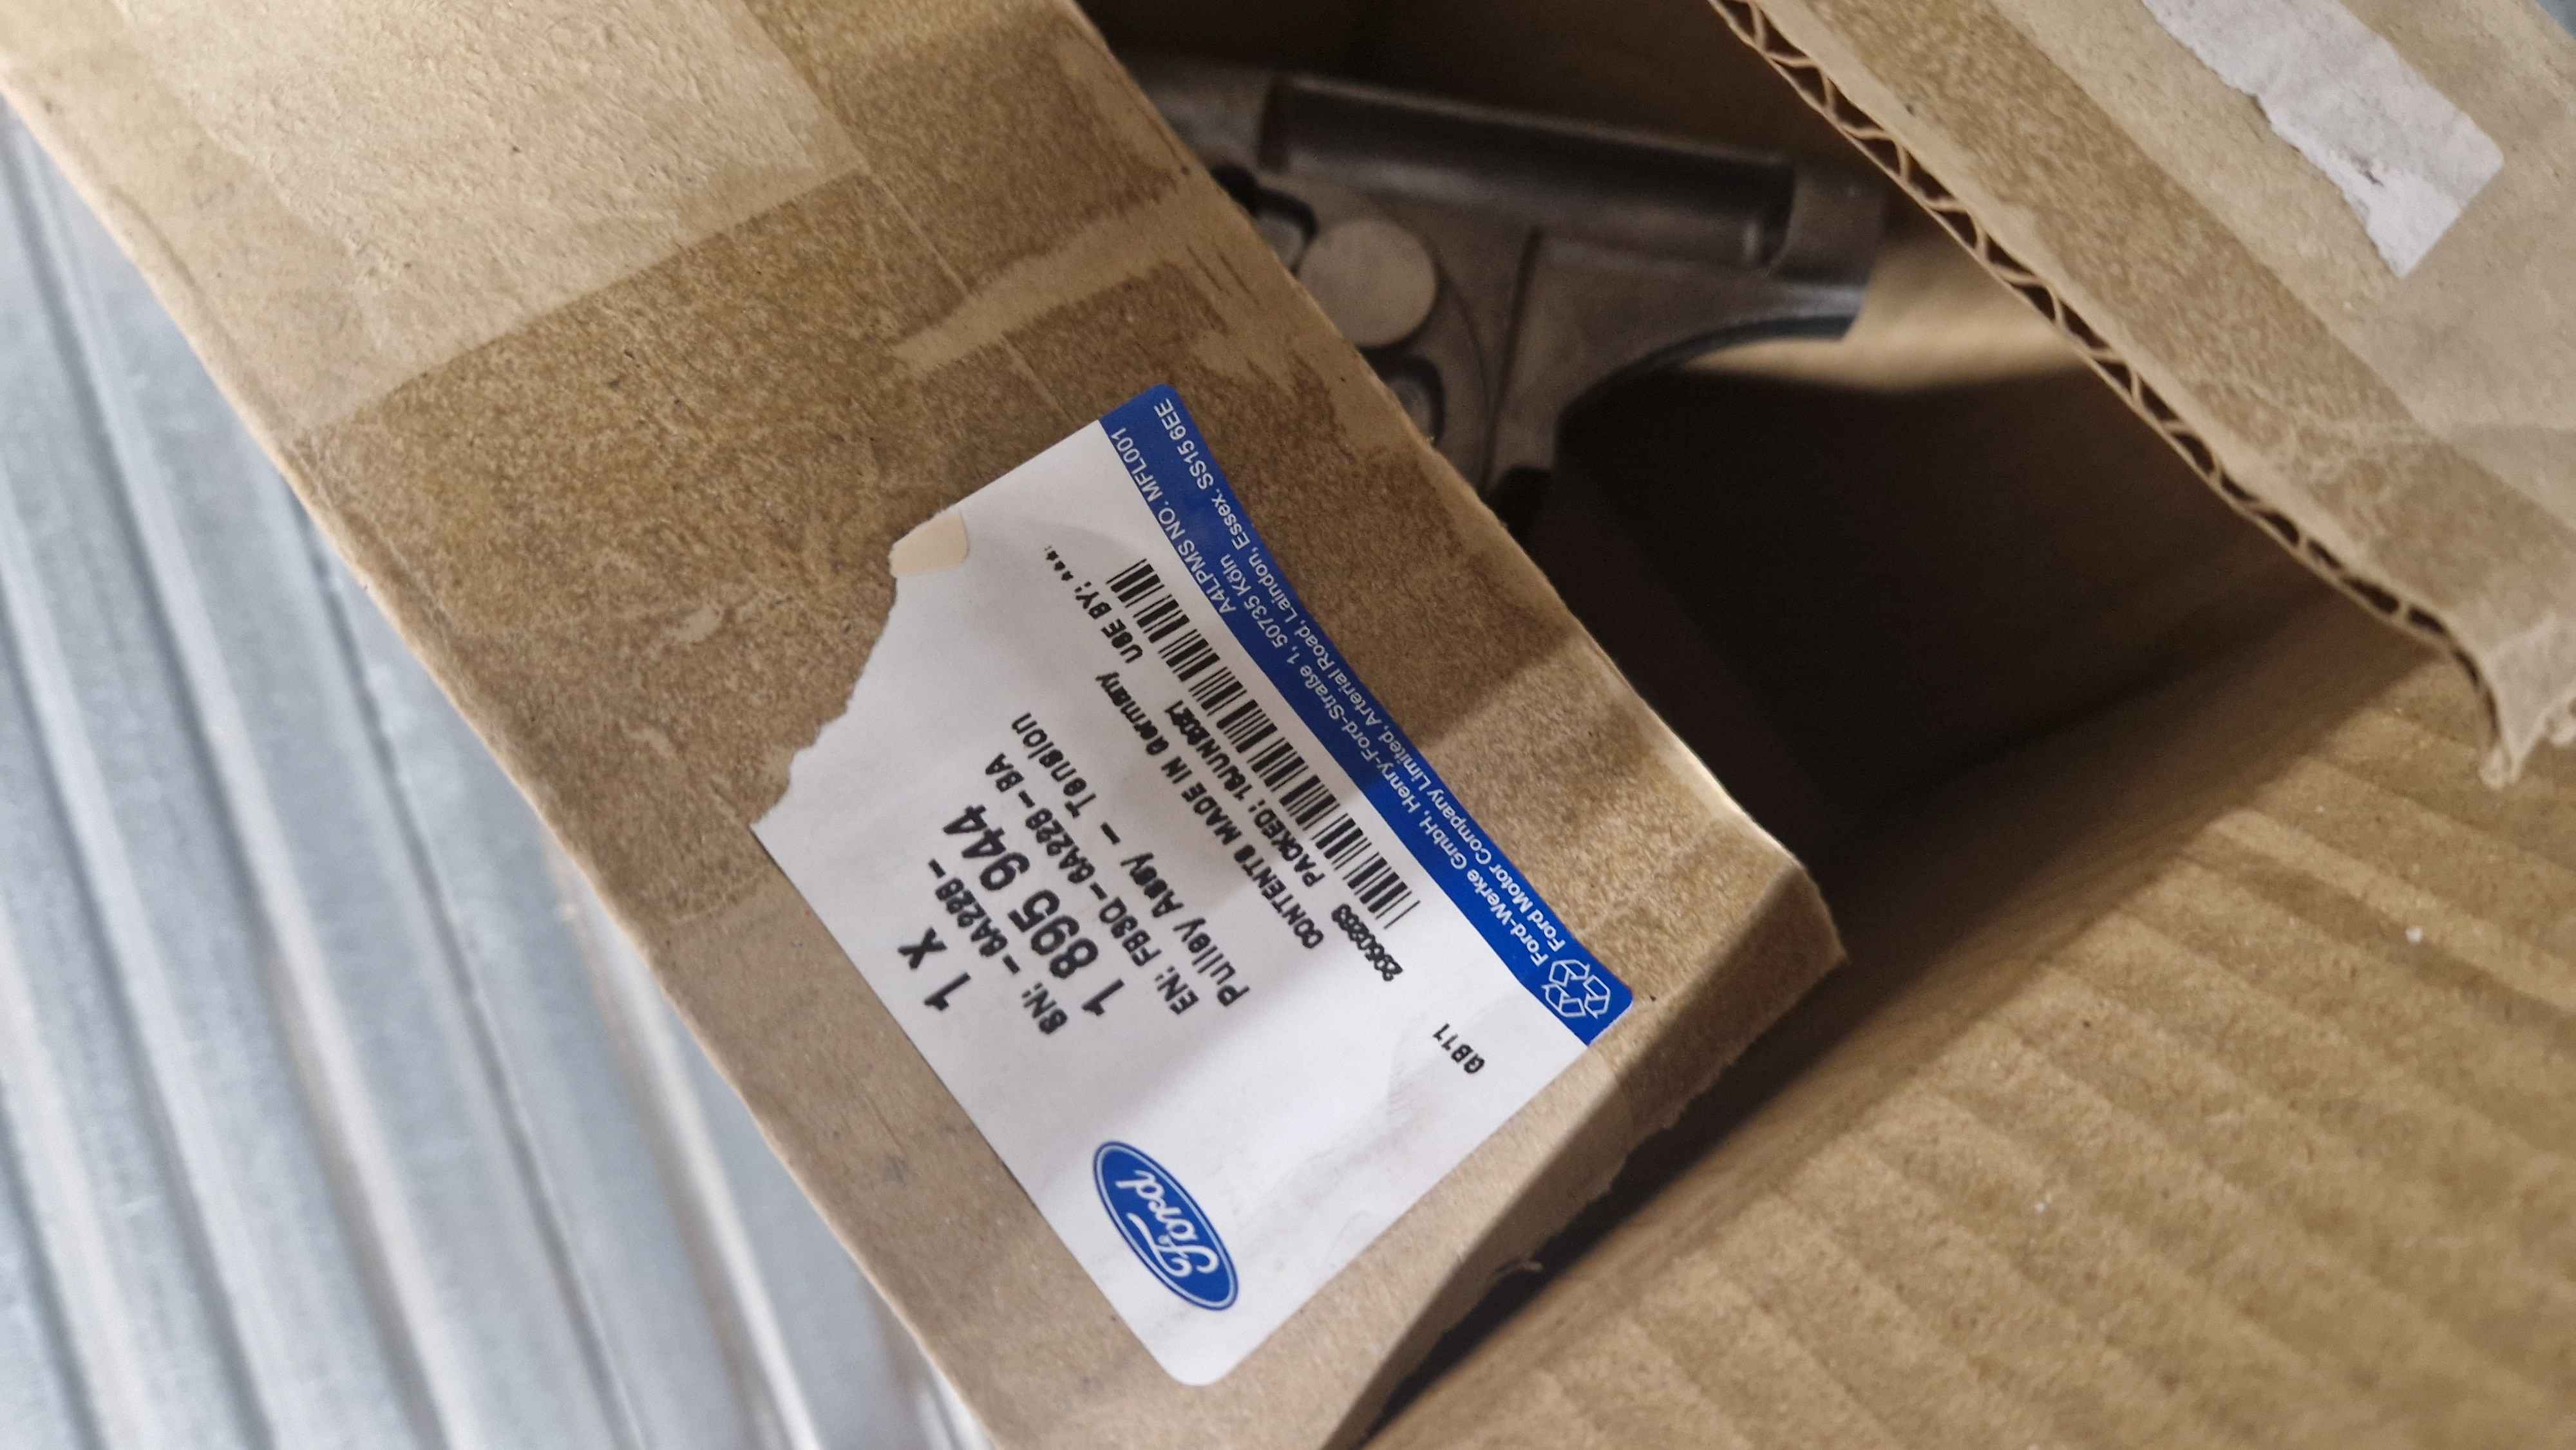 Ford
1 X
BN: -6A228-
1 895 944
EN: FB3Q-6A228-BA
Pulley Assy - Tension
CONTENTS MADE IN Germany
PACKED: 18JUN2021 USE BY: ***
GB11
Ford-Werke GmbH, Henry-Ford-Straße 1, 50735 Köln A4LPMS NO. MFL001
Ford Motor Company Limited, Arterial Road, Laindon, Essex. SS15 6EE